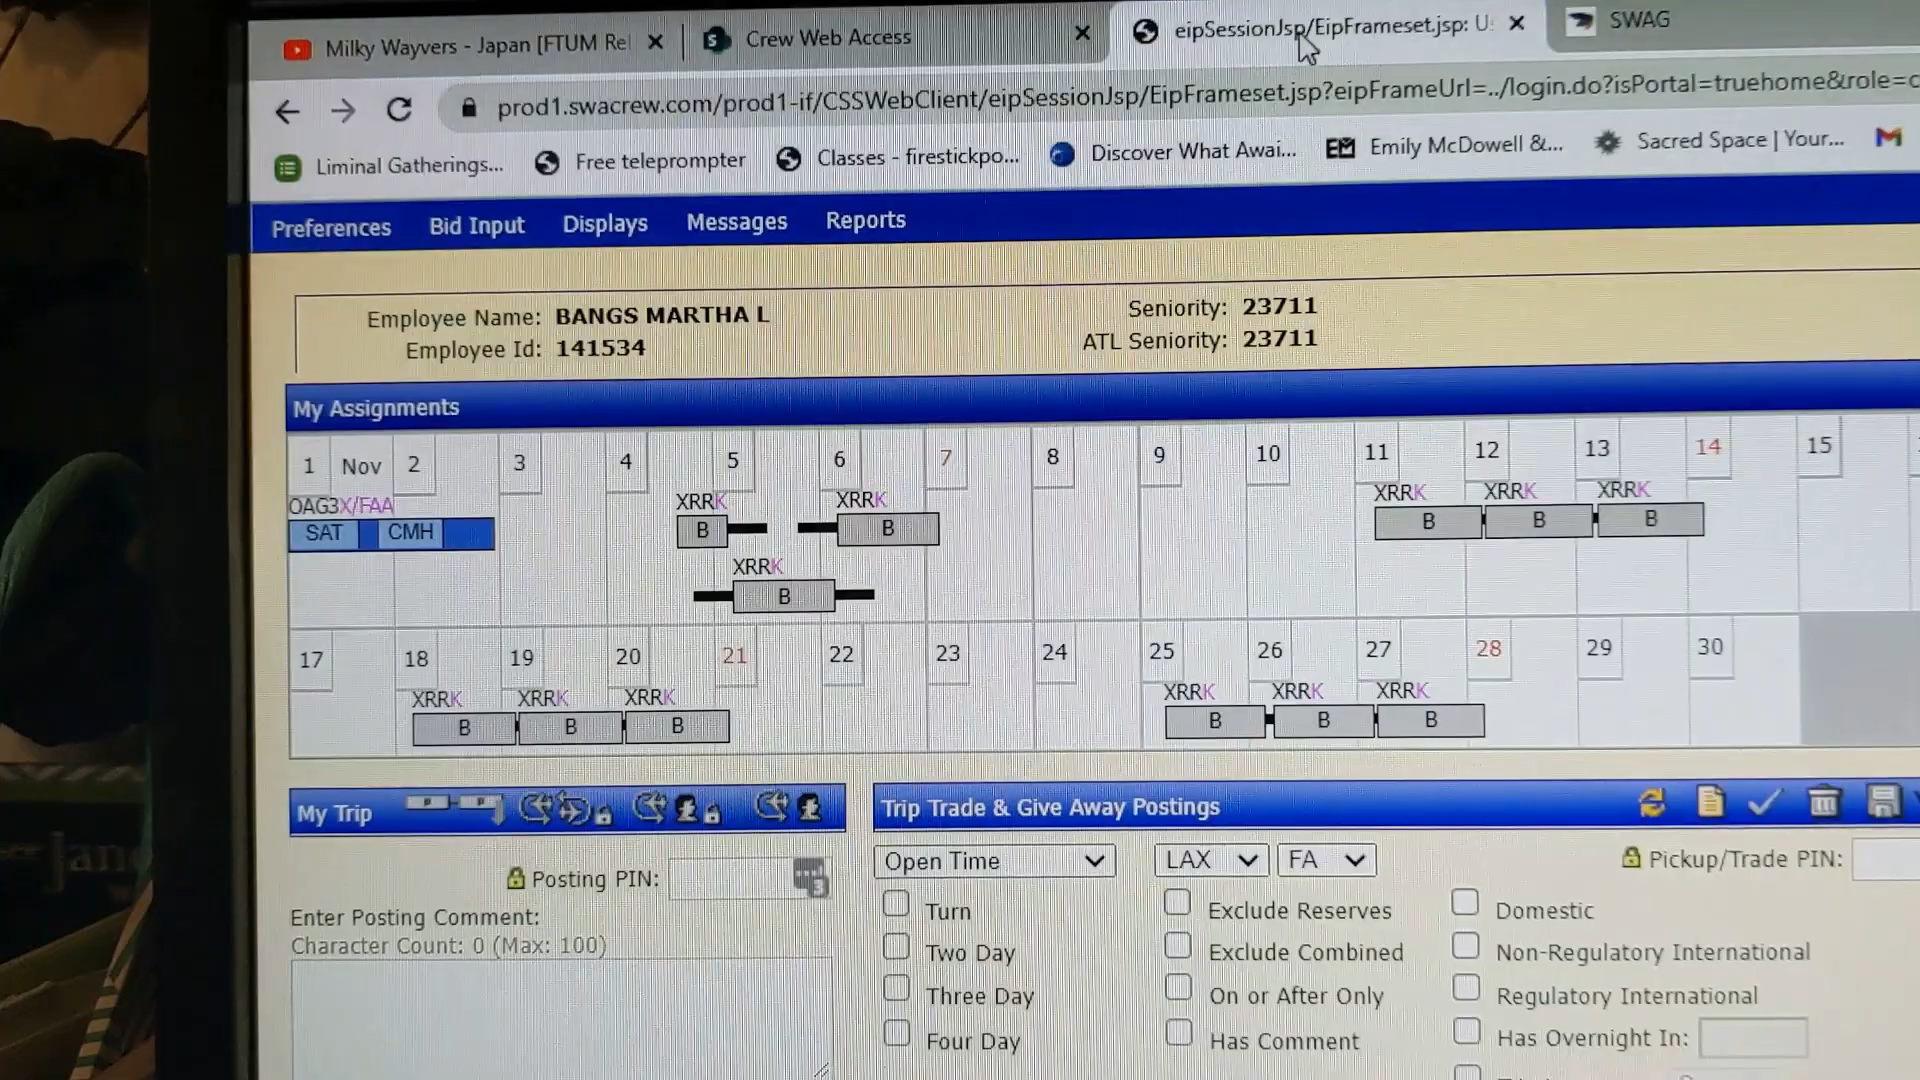 Milky Wayvers - Japan [FTUM Rel
Crew Web Access
eipSessionJsp/EipFrameset.jsp: U
SWAG
prod1.swacrew.com/prod1-if/CSSWebClient/eipSessionJsp/EipFrameset.jsp?eipFrameUrl=../login.do?isPortal=truehome&role=c
Liminal Gatherings... Free teleprompter Classes - firestickpo... Discover What Awai... Emily McDowell &... Sacred Space | Your...
Preferences Bid Input Displays Messages Reports
Employee Name: BANGS MARTHA L Seniority: 23711
Employee Id: 141534 ATL Seniority: 23711
My Assignments
1 Nov 2 3 4 5 6 7 8 9 10 11 12 13 14 15
OAG3X/FAA XRRK XRRK XRRK XRRK XRRK
SAT CMH B B B B B
XRRK
B
17 18 19 20 21 22 23 24 25 26 27 28 29 30
XRRK XRRK XRRK XRRK XRRK XRRK
B B B B B B
My Trip
Trip Trade & Give Away Postings
Posting PIN: 3
Open Time LAX FA Pickup/Trade PIN:
Enter Posting Comment:
Character Count: 0 (Max: 100)
Turn Exclude Reserves Domestic
Two Day Exclude Combined Non-Regulatory International
Three Day On or After Only Regulatory International
Four Day Has Comment Has Overnight In: